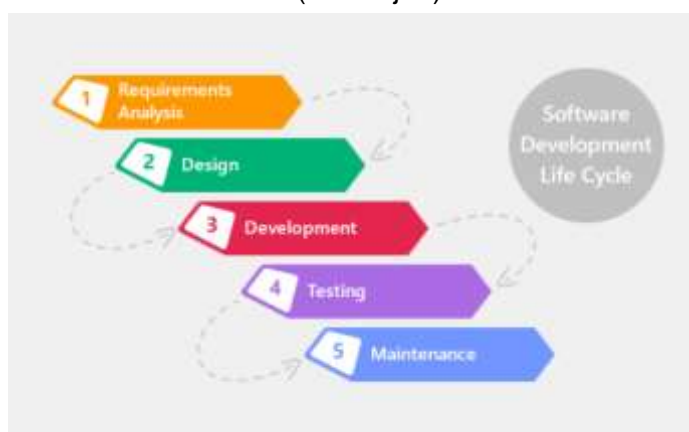 1
Requirements
Analysis
2
Design
3
Development
4
Testing
5
Maintenance
Software
Development
Life Cycle